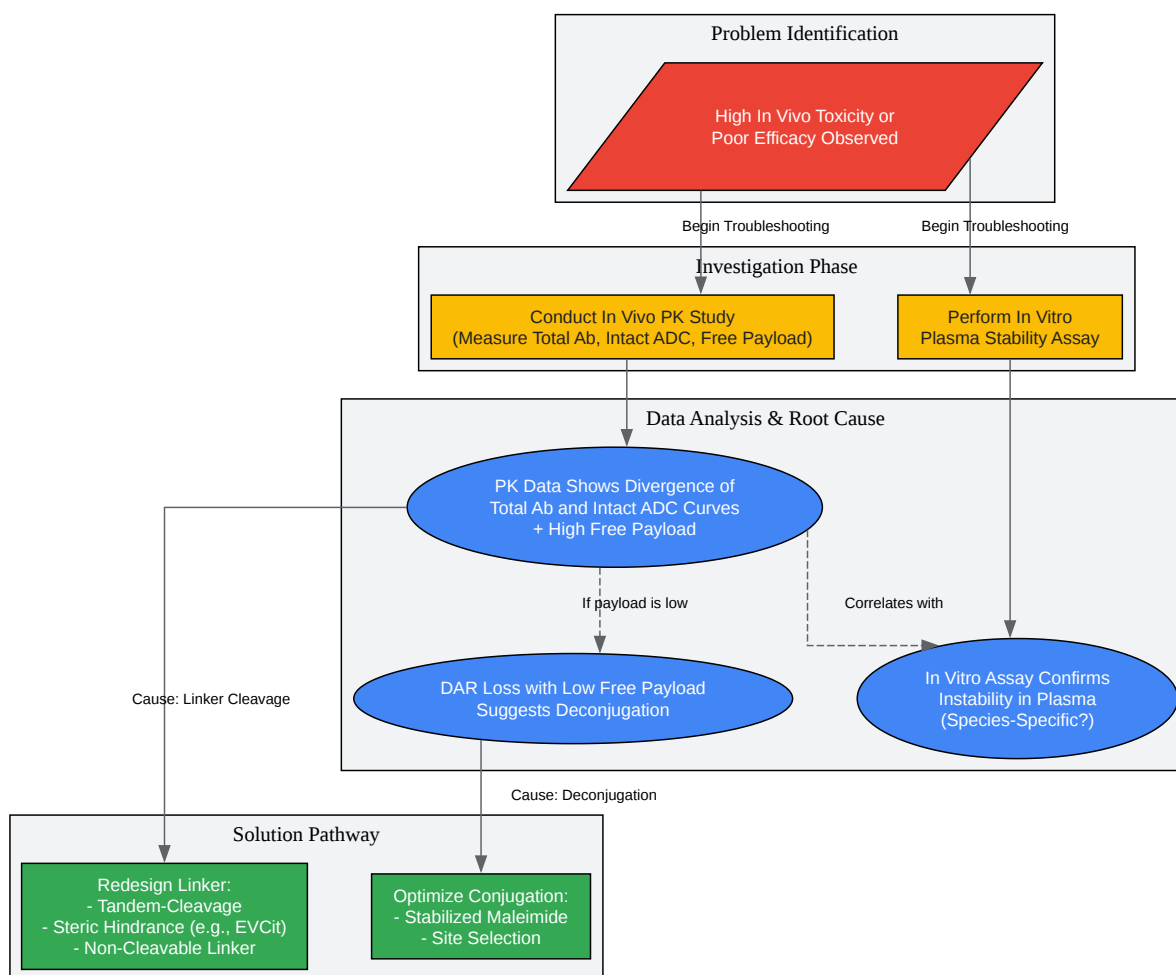 Problem Identification
High In Vivo Toxicity or
Poor Efficacy Observed
Begin Troubleshooting
Begin Troubleshooting
Investigation Phase
Conduct In Vivo PK Study
(Measure Total Ab, Intact ADC, Free Payload)
Perform In Vitro
Plasma Stability Assay
Data Analysis & Root Cause
PK Data Shows Divergence of
Total Ab and Intact ADC Curves
+ High Free Payload
If payload is low
Correlates with
Cause: Linker Cleavage
DAR Loss with Low Free Payload
Suggests Deconjugation
In Vitro Assay Confirms
Instability in Plasma
(Species-Specific?)
Cause: Deconjugation
Solution Pathway
Redesign Linker:
- Tandem-Cleavage
- Steric Hindrance (e.g., EVCit)
- Non-Cleavable Linker
Optimize Conjugation:
- Stabilized Maleimide
- Site Selection